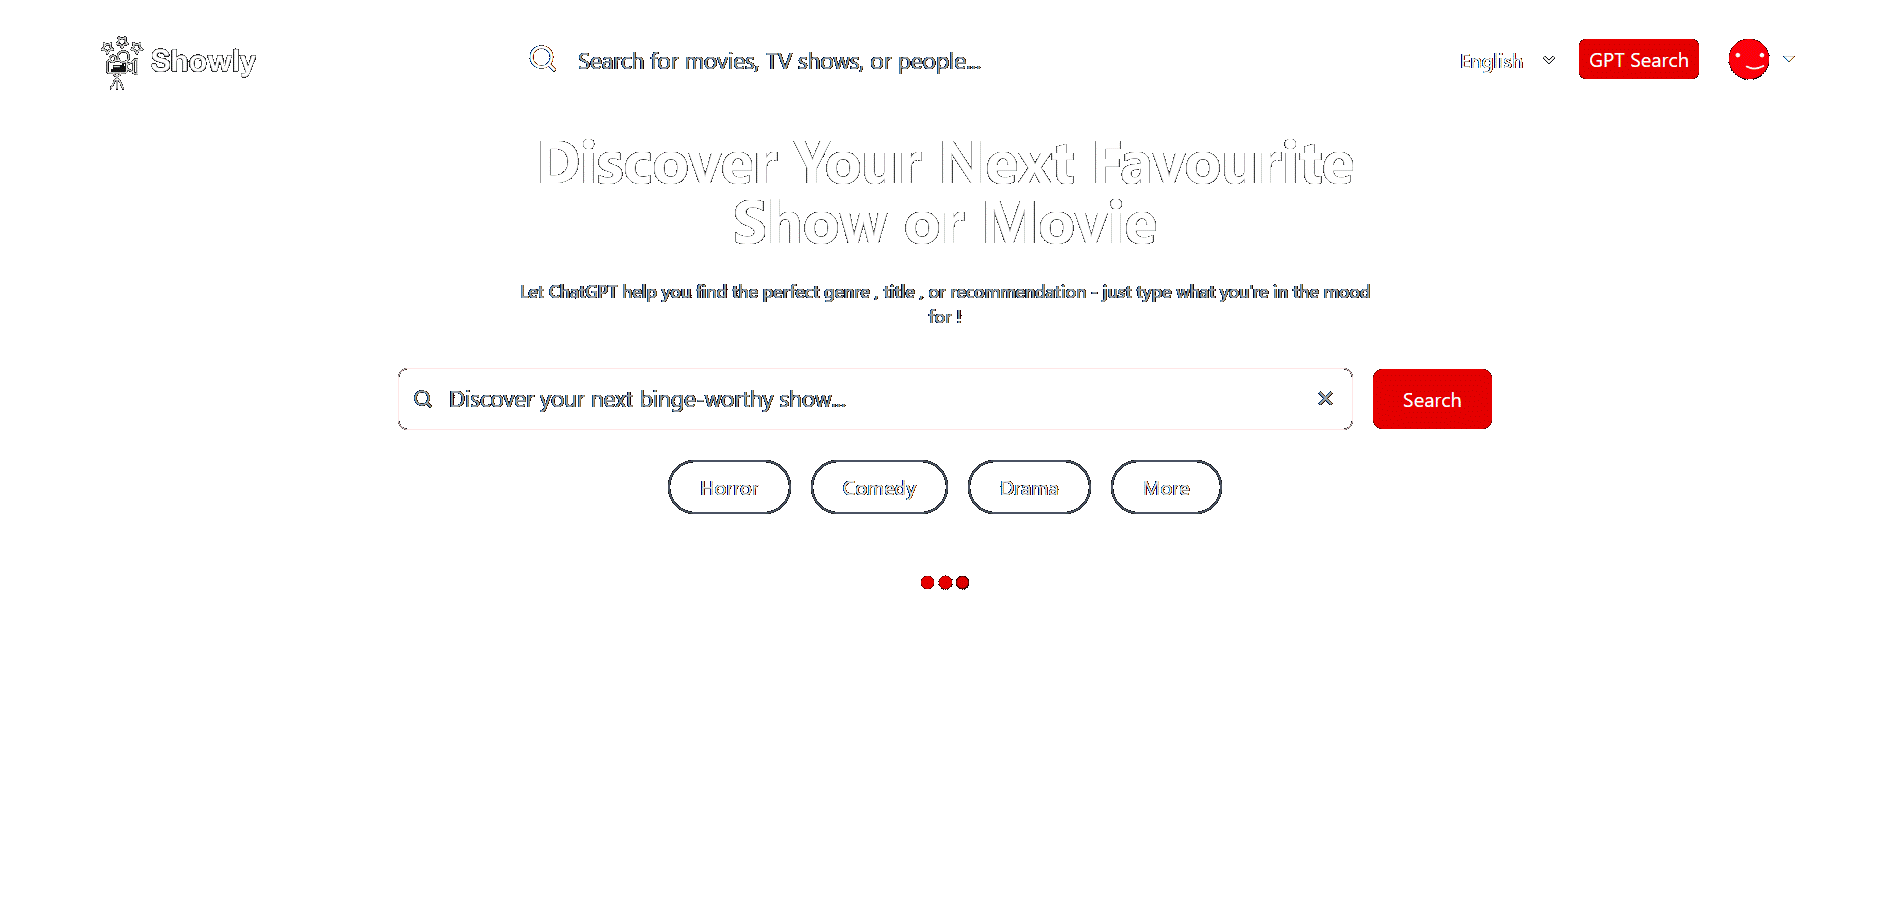 Showly
Search for movies, TV shows, or people...
English
GPT Search
Discover Your Next Favourite
Show or Movie
Let ChatGPT help you find the perfect genre , title , or recommendation - just type what you're in the mood
for !
Discover your next binge-worthy show...
Search
Horror
Comedy
Drama
More